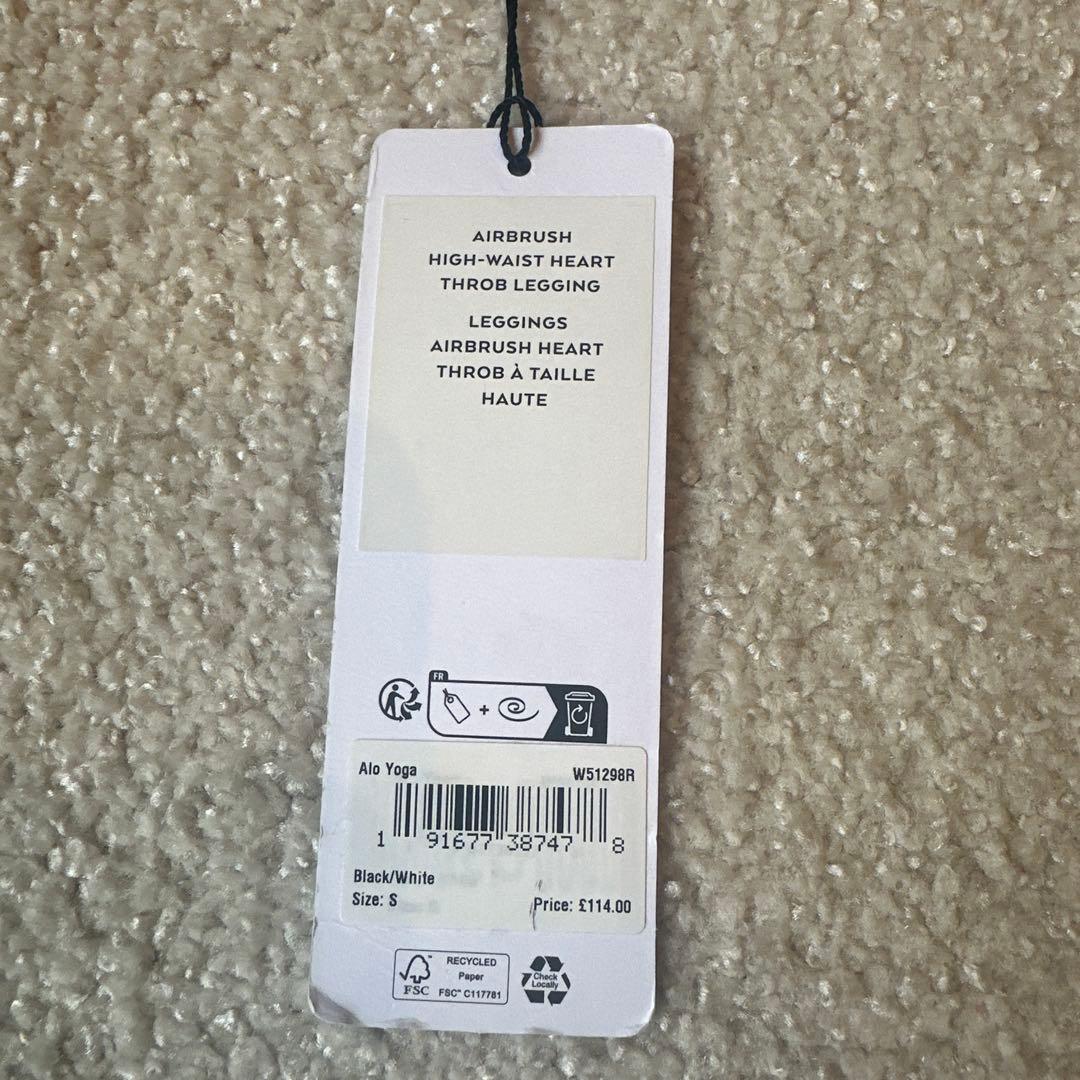 AIRBRUSH
HIGH-WAIST HEART
THROB LEGGING
LEGGINGS
AIRBRUSH HEART
THROB À TAILLE
HAUTE
FR
+
Alo Yoga W51298R
1 91677 38747 8
Black/White
Size: S Price: £114.00
RECYCLED
Paper
FSC™ FSC™ C117781
Check
Locally